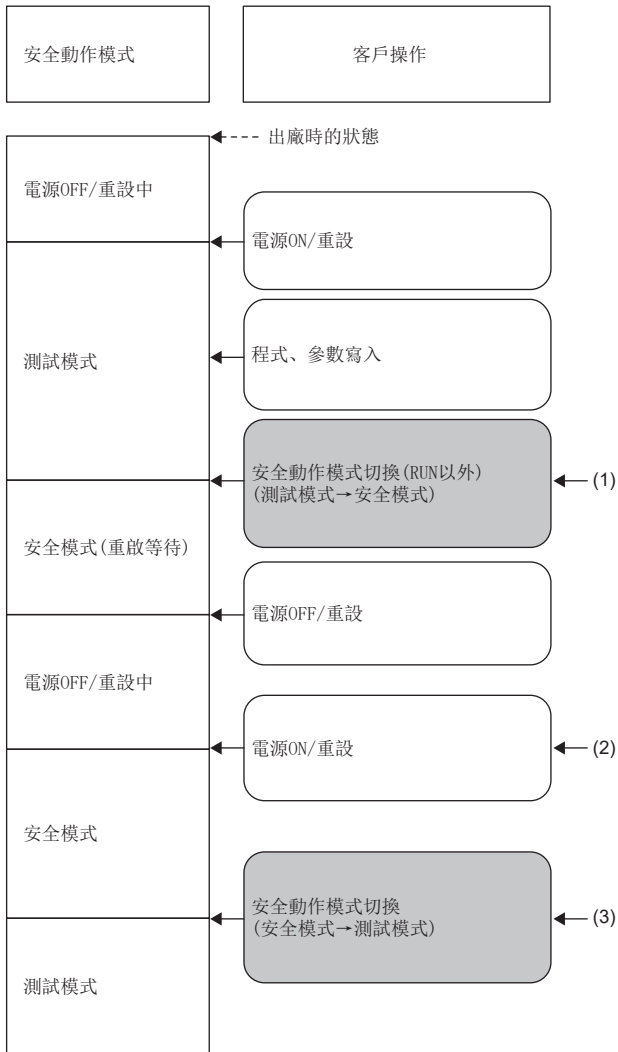 安全動作模式
客戶操作
出廠時的狀態
電源OFF/重設中
電源ON/重設
測試模式
程式、參數寫入
安全動作模式切換(RUN以外)
(測試模式→安全模式)
(1)
安全模式(重啟等待)
電源OFF/重設
電源OFF/重設中
電源ON/重設
(2)
安全模式
安全動作模式切換
(安全模式→測試模式)
(3)
測試模式